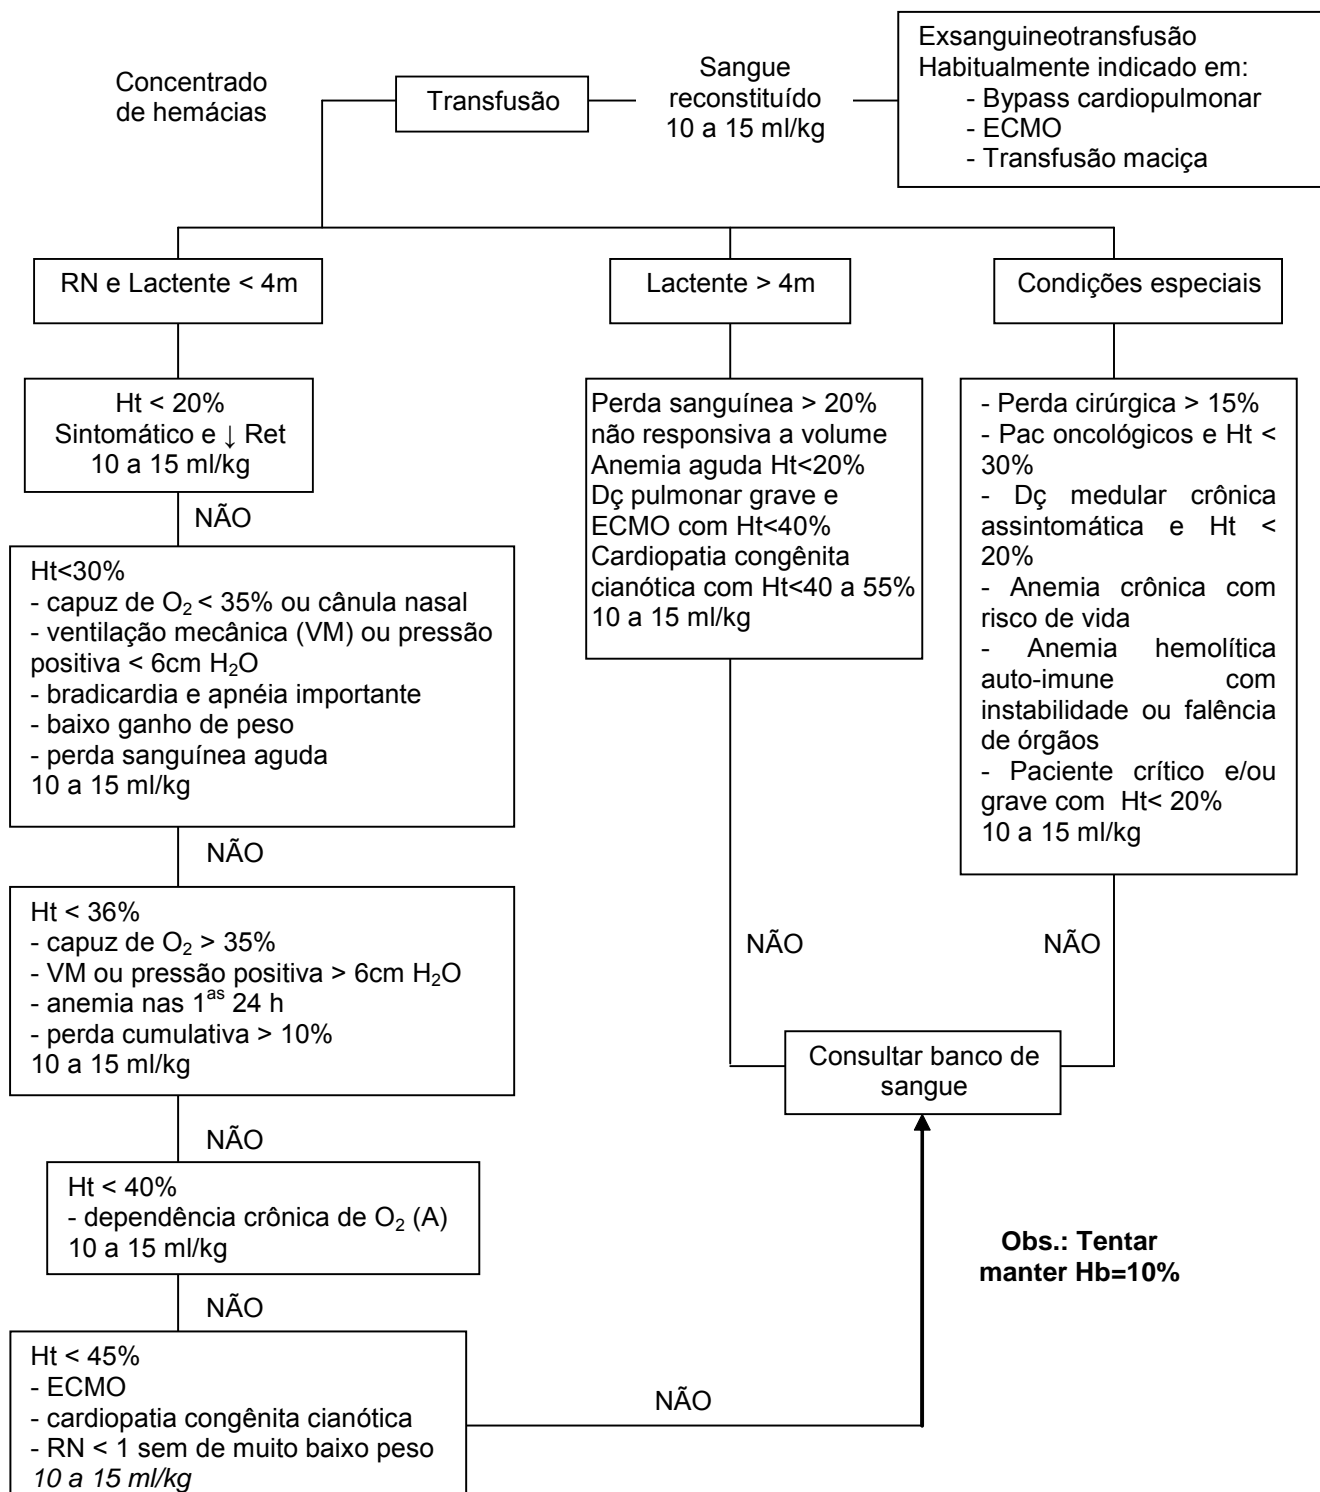 Concentrado
de hemácias
Transfusão
Sangue
reconstituído
10 a 15 ml/kg
Exsanguineotransfusão
Habitualmente indicado em:
- Bypass cardiopulmonar
- ECMO
- Transfusão maciça
RN e Lactente < 4m
Lactente > 4m
Condições especiais
Ht < 20%
Sintomático e ↓ Ret
10 a 15 ml/kg
NÃO
Ht<30%
- capuz de O₂ < 35% ou cânula nasal
- ventilação mecânica (VM) ou pressão
positiva < 6cm H₂O
- bradicardia e apnéia importante
- baixo ganho de peso
- perda sanguínea aguda
10 a 15 ml/kg
NÃO
Ht < 36%
- capuz de O₂ > 35%
- VM ou pressão positiva > 6cm H₂O
- anemia nas 1ᵃˢ 24 h
- perda cumulativa > 10%
10 a 15 ml/kg
NÃO
Ht < 40%
- dependência crônica de O₂ (A)
10 a 15 ml/kg
NÃO
Ht < 45%
- ECMO
- cardiopatia congênita cianótica
- RN < 1 sem de muito baixo peso
10 a 15 ml/kg
NÃO
Perda sanguínea > 20%
não responsiva a volume
Anemia aguda Ht<20%
Dç pulmonar grave e
ECMO com Ht<40%
Cardiopatia congênita
cianótica com Ht<40 a 55%
10 a 15 ml/kg
NÃO
- Perda cirúrgica > 15%
- Pac oncológicos e Ht <
30%
- Dç medular crônica
assintomática e Ht <
20%
- Anemia crônica com
risco de vida
- Anemia hemolítica
auto-imune com
instabilidade ou falência
de órgãos
- Paciente crítico e/ou
grave com Ht< 20%
10 a 15 ml/kg
NÃO
Consultar banco de
sangue
Obs.: Tentar
manter Hb=10%